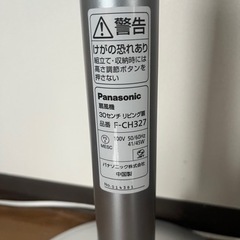 警告
けがの恐れあり
組立て・収納時には
高さ調節ボタンを
押さない
Panasonic
扇風機
30センチ リビング扇
品番 F-CH327
100V 50/60Hz
41/45W
パナソニック株式会社
中国製